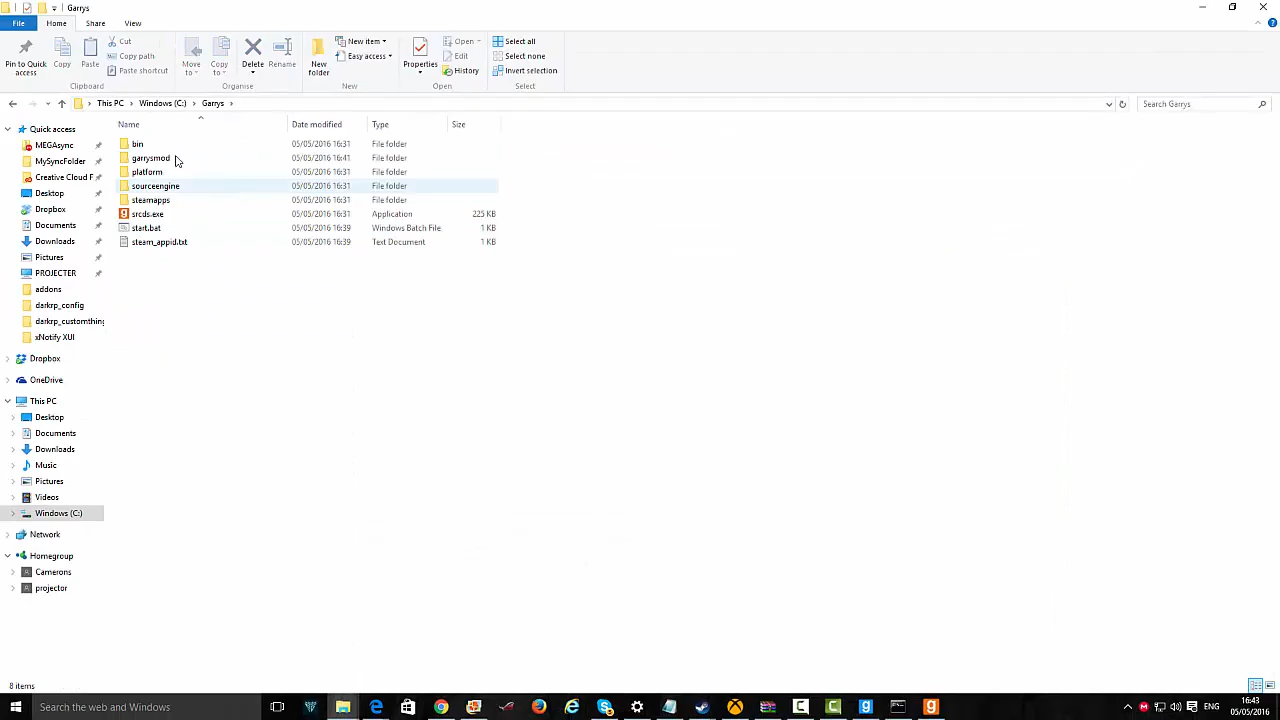 Garrys
File Home Share View
Pin to Quick access
Copy
Paste
Cut
Copy path
Paste shortcut
Move to
Copy to
Delete
Rename
New folder
New item
Easy access
Properties
Open
Edit
History
Select all
Select none
Invert selection
Clipboard Organise New Open Select
This PC Windows (C:) Garrys
Search Garrys
Name Date modified Type Size
bin 05/05/2016 16:31 File folder
garrysmod 05/05/2016 16:41 File folder
platform 05/05/2016 16:31 File folder
sourceengine 05/05/2016 16:31 File folder
steamapps 05/05/2016 16:31 File folder
srcds.exe 05/05/2016 16:31 Application 225 KB
start.bat 05/05/2016 16:39 Windows Batch File 1 KB
steam_appid.txt 05/05/2016 16:39 Text Document 1 KB
Quick access
MEGAsync
MySyncFolder
Creative Cloud F
Desktop
Dropbox
Documents
Downloads
Pictures
PROJECTER
addons
darkrp_config
darkrp_customthing
xNotify XUI
Dropbox
OneDrive
This PC
Desktop
Documents
Downloads
Music
Pictures
Videos
Windows (C:)
Network
Homegroup
Camerons
projector
8 items
Search the web and Windows
ENG
16:43
05/05/2016